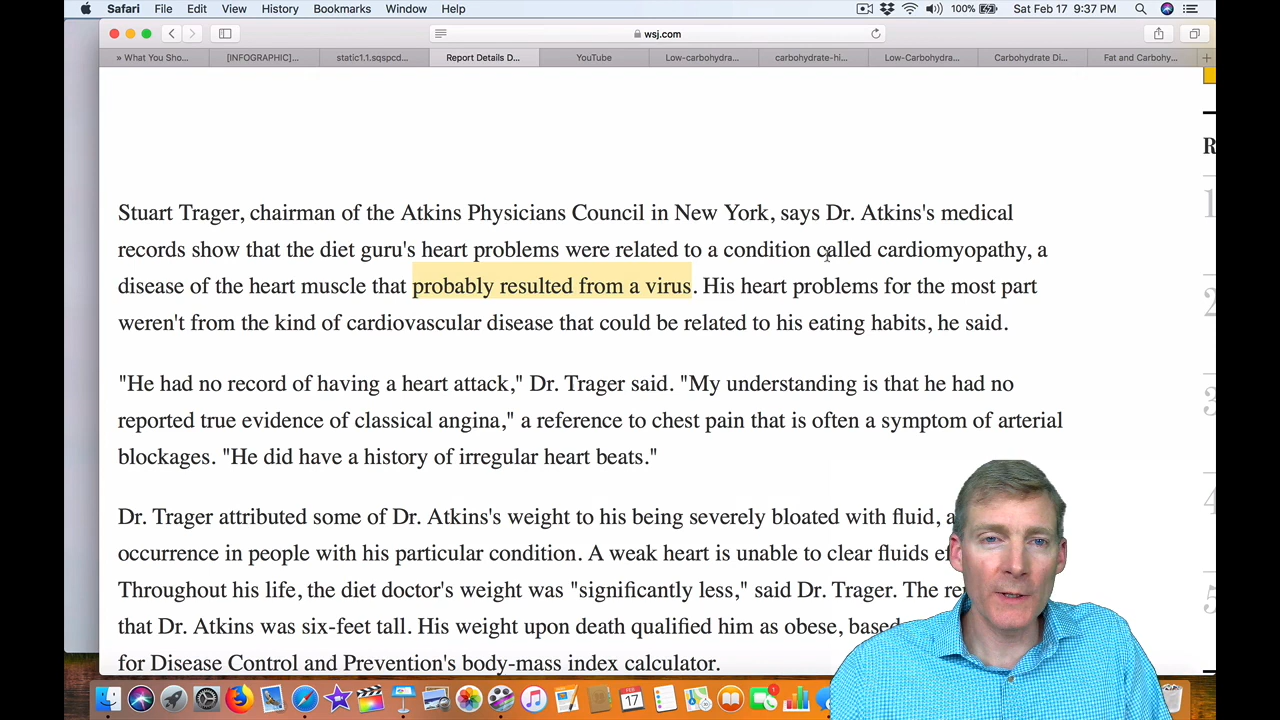 Safari File Edit View History Bookmarks Window Help 100% Sat Feb 17 9:37 PM
wsj.com
» What You Sho... [INFOGRAPHIC]... static1.1.sqspcd... Report Details D... YouTube Low-carbohydra... carbohydrate-hi... Low-Carbohydra... Carbohydrate Di... Fat and Carbohy...
R
Stuart Trager, chairman of the Atkins Physicians Council in New York, says Dr. Atkins's medical
1
records show that the diet guru's heart problems were related to a condition called cardiomyopathy, a
disease of the heart muscle that probably resulted from a virus. His heart problems for the most part
2
weren't from the kind of cardiovascular disease that could be related to his eating habits, he said.
"He had no record of having a heart attack," Dr. Trager said. "My understanding is that he had no
3
reported true evidence of classical angina," a reference to chest pain that is often a symptom of arterial
blockages. "He did have a history of irregular heart beats."
4
Dr. Trager attributed some of Dr. Atkins's weight to his being severely bloated with fluid, a
occurrence in people with his particular condition. A weak heart is unable to clear fluids ef
Throughout his life, the diet doctor's weight was "significantly less," said Dr. Trager. The re
5
that Dr. Atkins was six-feet tall. His weight upon death qualified him as obese, based
for Disease Control and Prevention's body-mass index calculator.
FEB
17